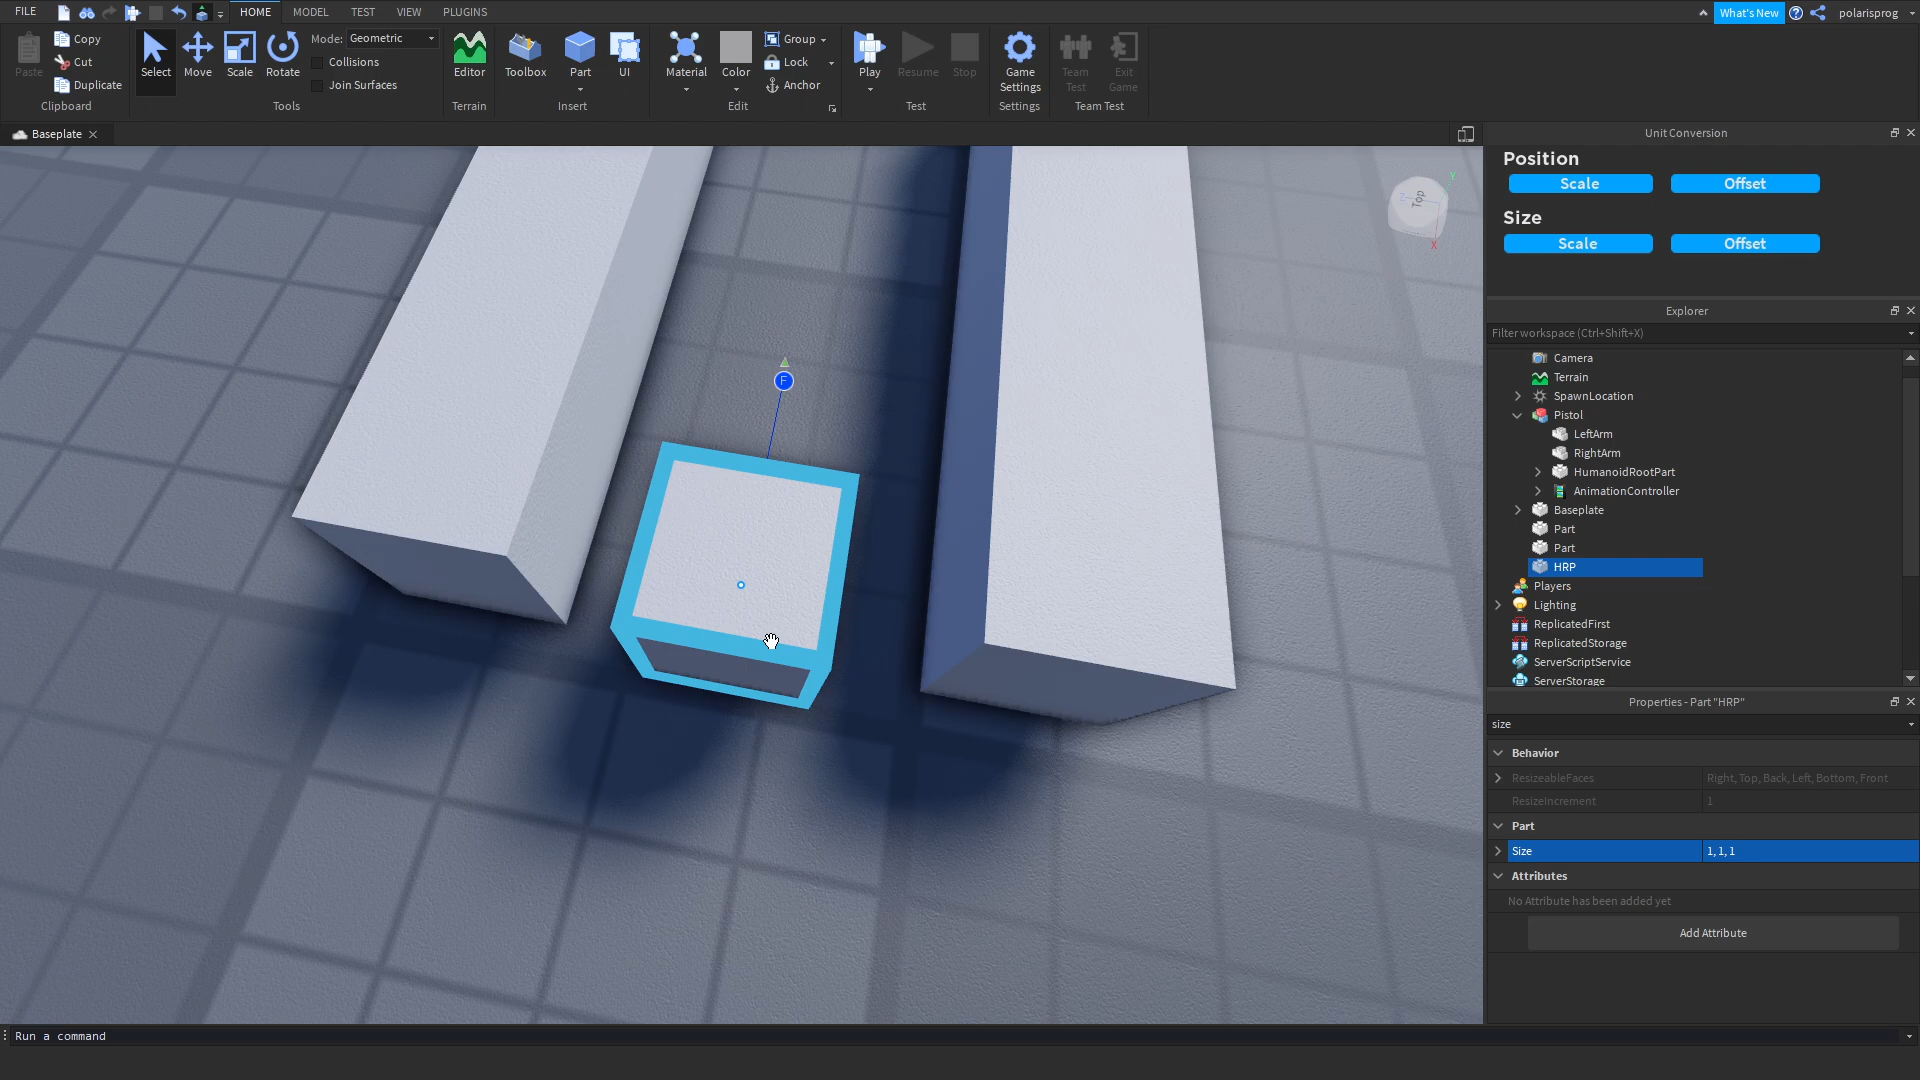 FILE
HOME
MODEL
TEST
VIEW
PLUGINS
What's New
polarisprog
Paste
Copy
Cut
Duplicate
Clipboard
Select
Move
Scale
Rotate
Mode: Geometric
Collisions
Join Surfaces
Tools
Editor
Terrain
Toolbox
Part
UI
Insert
Material
Color
Group
Lock
Anchor
Edit
Play
Resume
Stop
Test
Game
Settings
Settings
Team
Test
Exit
Game
Team Test
Baseplate
Top
Y
Z
X
F
Unit Conversion
Position
Scale
Offset
Size
Scale
Offset
Explorer
Filter workspace (Ctrl+Shift+X)
Camera
Terrain
SpawnLocation
Pistol
LeftArm
RightArm
HumanoidRootPart
AnimationController
Baseplate
Part
Part
HRP
Players
Lighting
ReplicatedFirst
ReplicatedStorage
ServerScriptService
ServerStorage
Properties - Part "HRP"
size
Behavior
ResizeableFaces Right, Top, Back, Left, Bottom, Front
ResizeIncrement 1
Part
Size 1, 1, 1
Attributes
No Attribute has been added yet
Add Attribute
Run a command